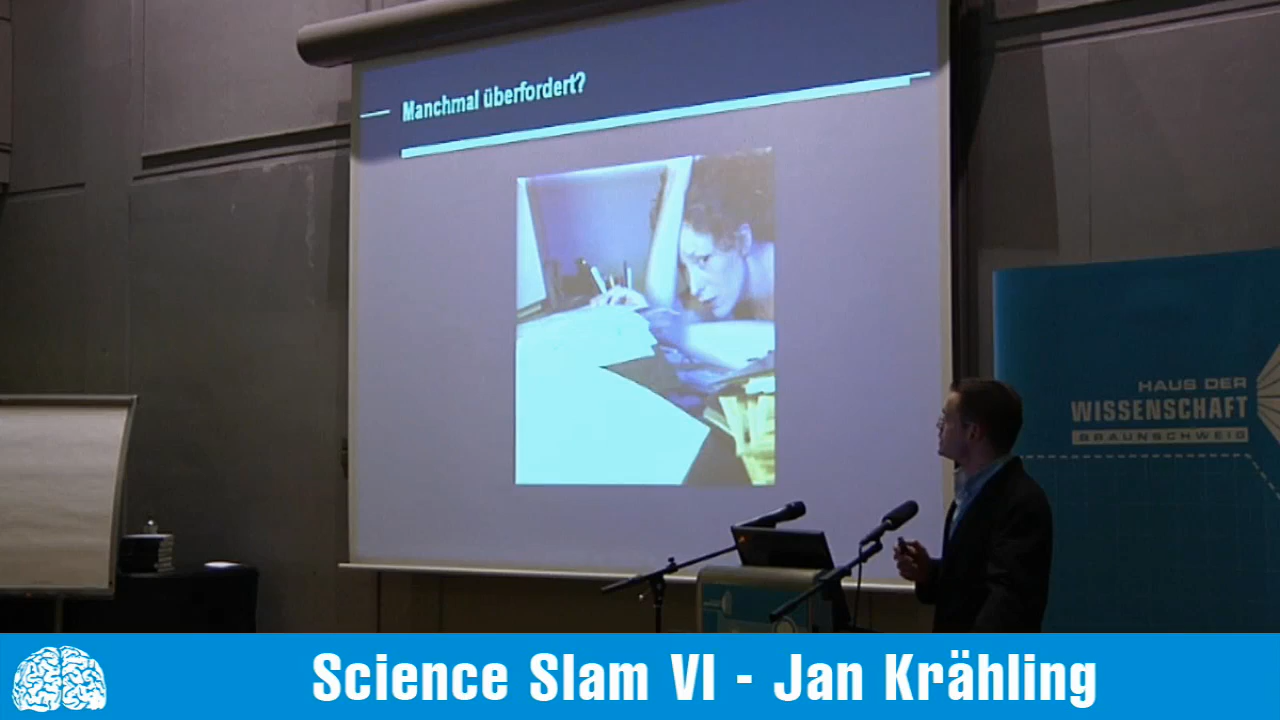 Manchmal überfordert?
HAUS DER
WISSENSCHAFT
BRAUNSCHWEIG
Science Slam VI - Jan Krähling